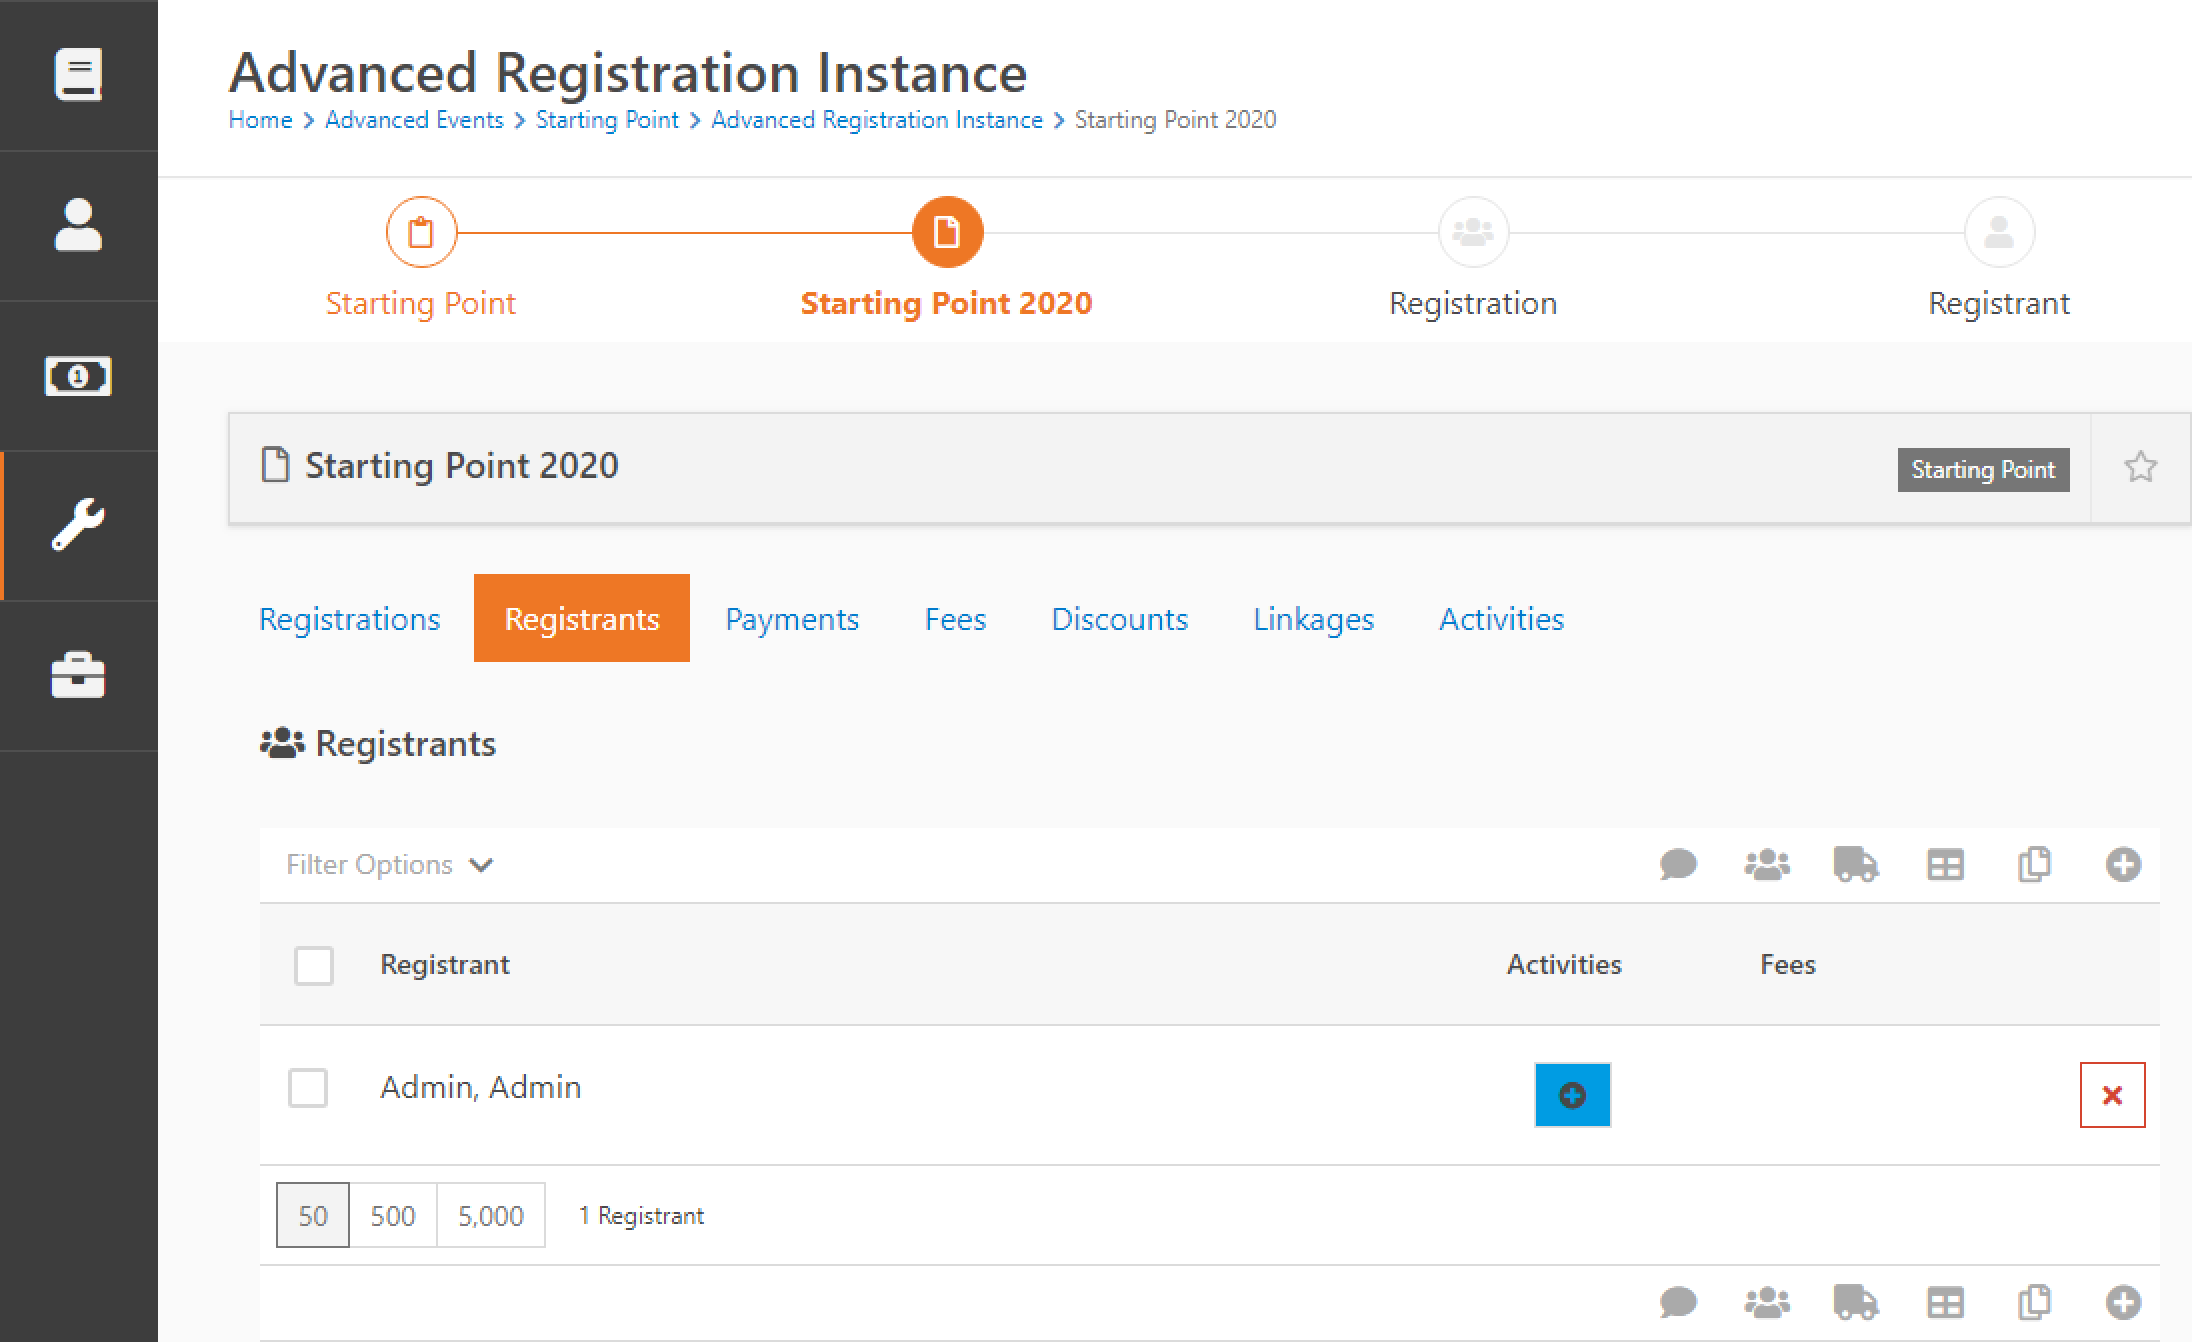 Advanced Registration Instance
Home > Advanced Events > Starting Point > Advanced Registration Instance > Starting Point 2020
Starting Point
Starting Point 2020
Registration
Registrant
Starting Point 2020
Starting Point
Registrations Registrants Payments Fees Discounts Linkages Activities
Registrants
Filter Options
Registrant Activities Fees
Admin, Admin
50 500 5,000 1 Registrant